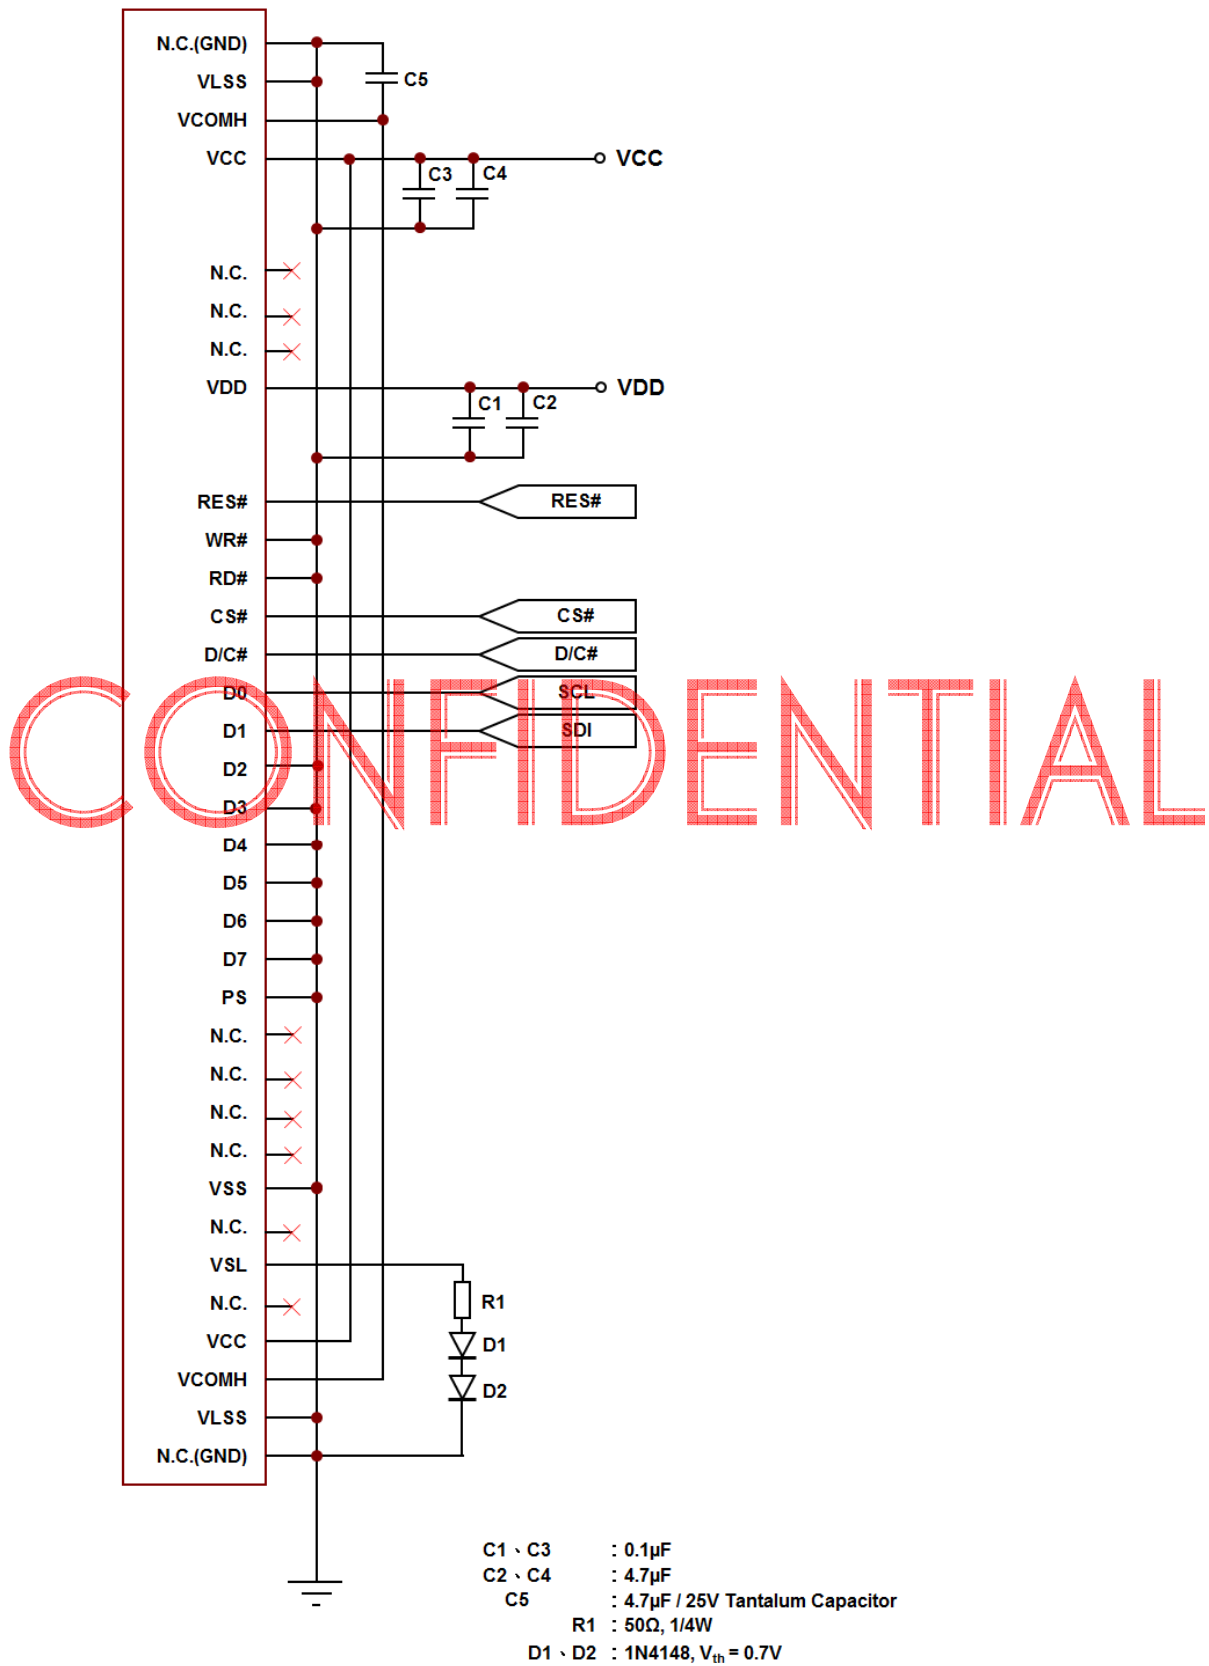 N.C.(GND)
VLSS
C5
VCOMH
VCC
VCC
C3
C4
N.C.
N.C.
N.C.
VDD
VDD
C1
C2
RES#
RES#
WR#
RD#
CS#
CS#
D/C#
D/C#
D0
SCL
D1
SDI
CONFIDENTIAL
D2
D3
D4
D5
D6
D7
PS
N.C.
N.C.
N.C.
N.C.
VSS
N.C.
VSL
N.C.
R1
VCC
D1
VCOMH
D2
VLSS
N.C.(GND)
C1、C3 : 0.1μF
C2、C4 : 4.7μF
C5 : 4.7μF / 25V Tantalum Capacitor
R1 : 50Ω, 1/4W
D1、D2 : 1N4148, Vth = 0.7V